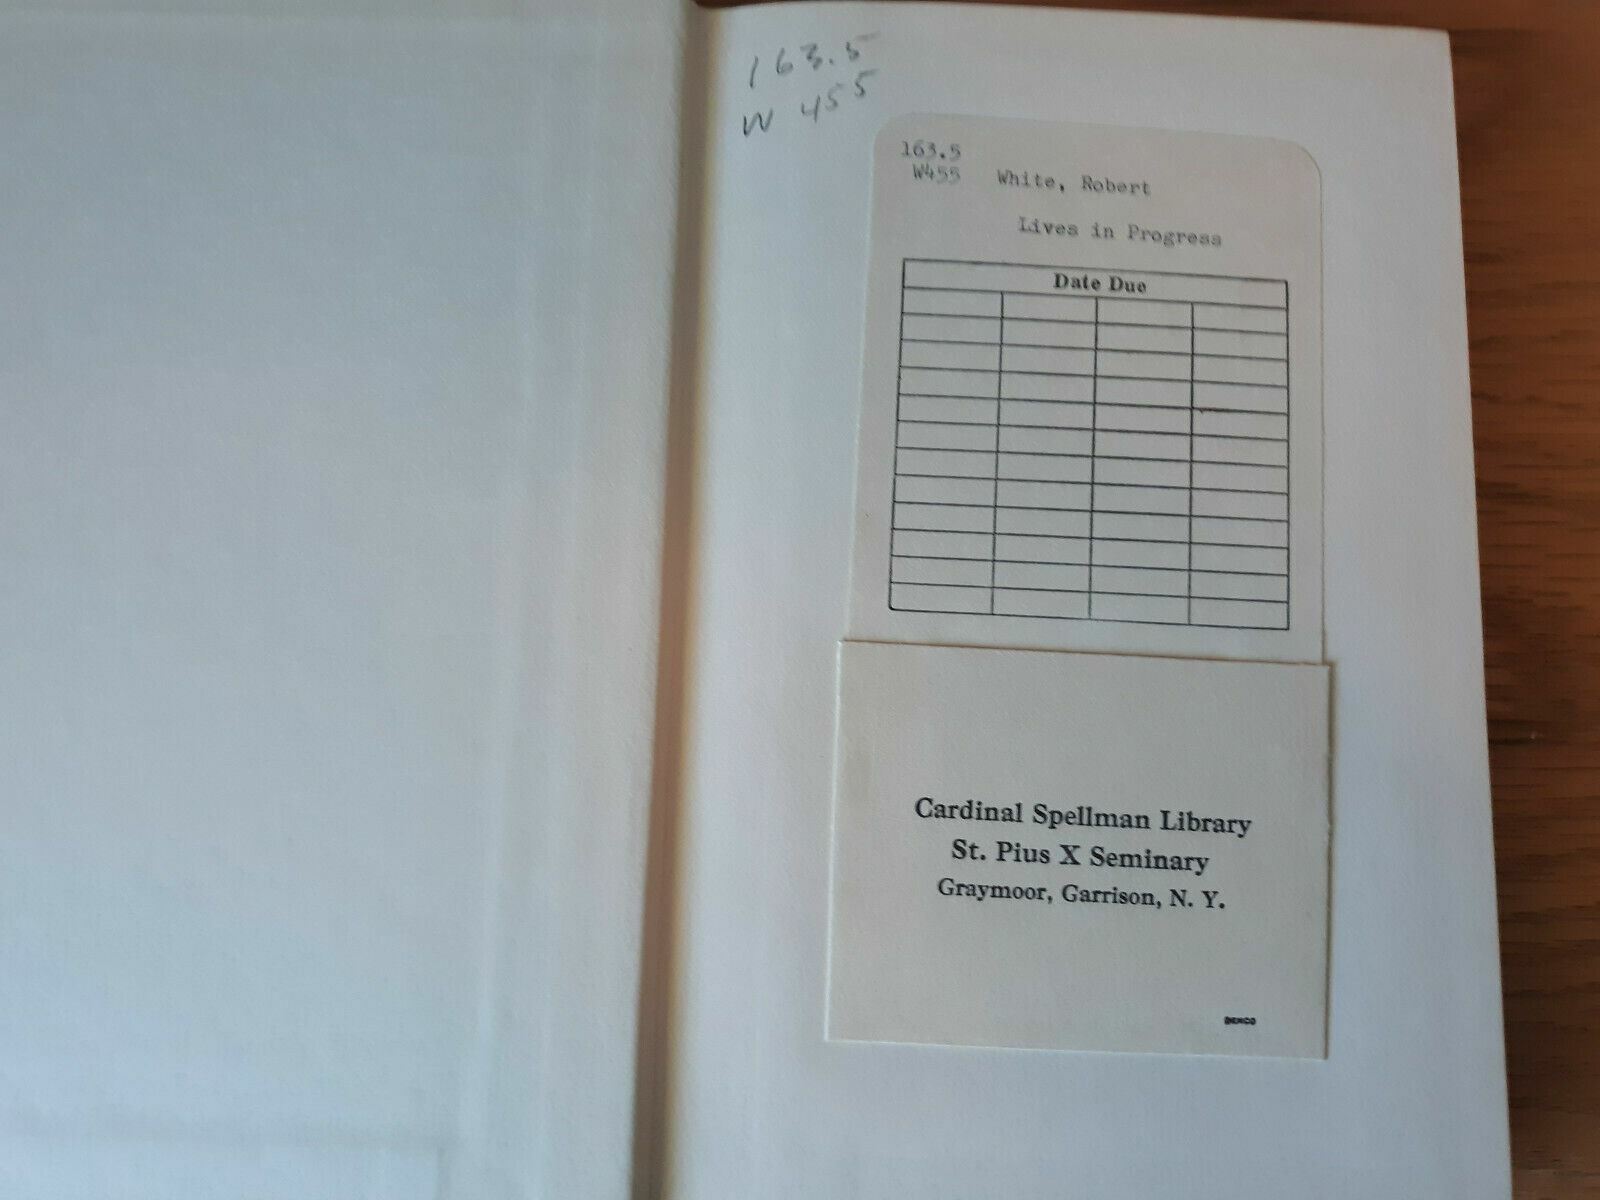 163.5
W 455
163.5
W455 White, Robert
Lives in Progress
Date Due
Cardinal Spellman Library
St. Pius X Seminary
Graymoor, Garrison, N. Y.
DEMCO